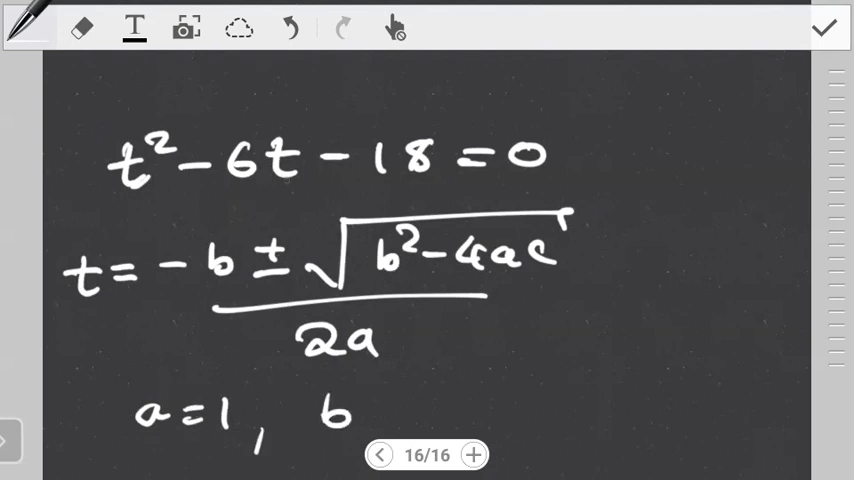 T
t² - 6t - 18 = 0
t = -b ± √(b² - 4ac)
2a
a = 1, b
16/16